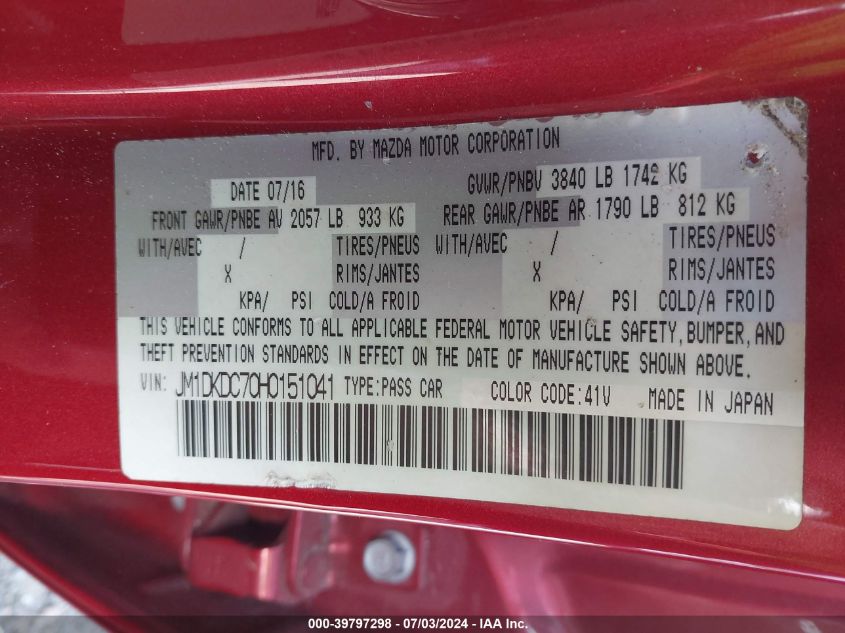 MFD. BY MAZDA MOTOR CORPORATION
DATE 07/16 GVWR/PNBV 3840 LB 1742 KG
FRONT GAWR/PNBE AV 2057 LB 933 KG REAR GAWR/PNBE AR 1790 LB 812 KG
WITH/AVEC / TIRES/PNEUS WITH/AVEC / TIRES/PNEUS
X RIMS/JANTES X RIMS/JANTES
KPA/ PSI COLD/A FROID KPA/ PSI COLD/A FROID
THIS VEHICLE CONFORMS TO ALL APPLICABLE FEDERAL MOTOR VEHICLE SAFETY, BUMPER, AND
THEFT PREVENTION STANDARDS IN EFFECT ON THE DATE OF MANUFACTURE SHOWN ABOVE.
VIN: JM1DKDC70H0151041 TYPE:PASS CAR COLOR CODE:41V MADE IN JAPAN
000-39797298 - 07/03/2024 - IAA Inc.